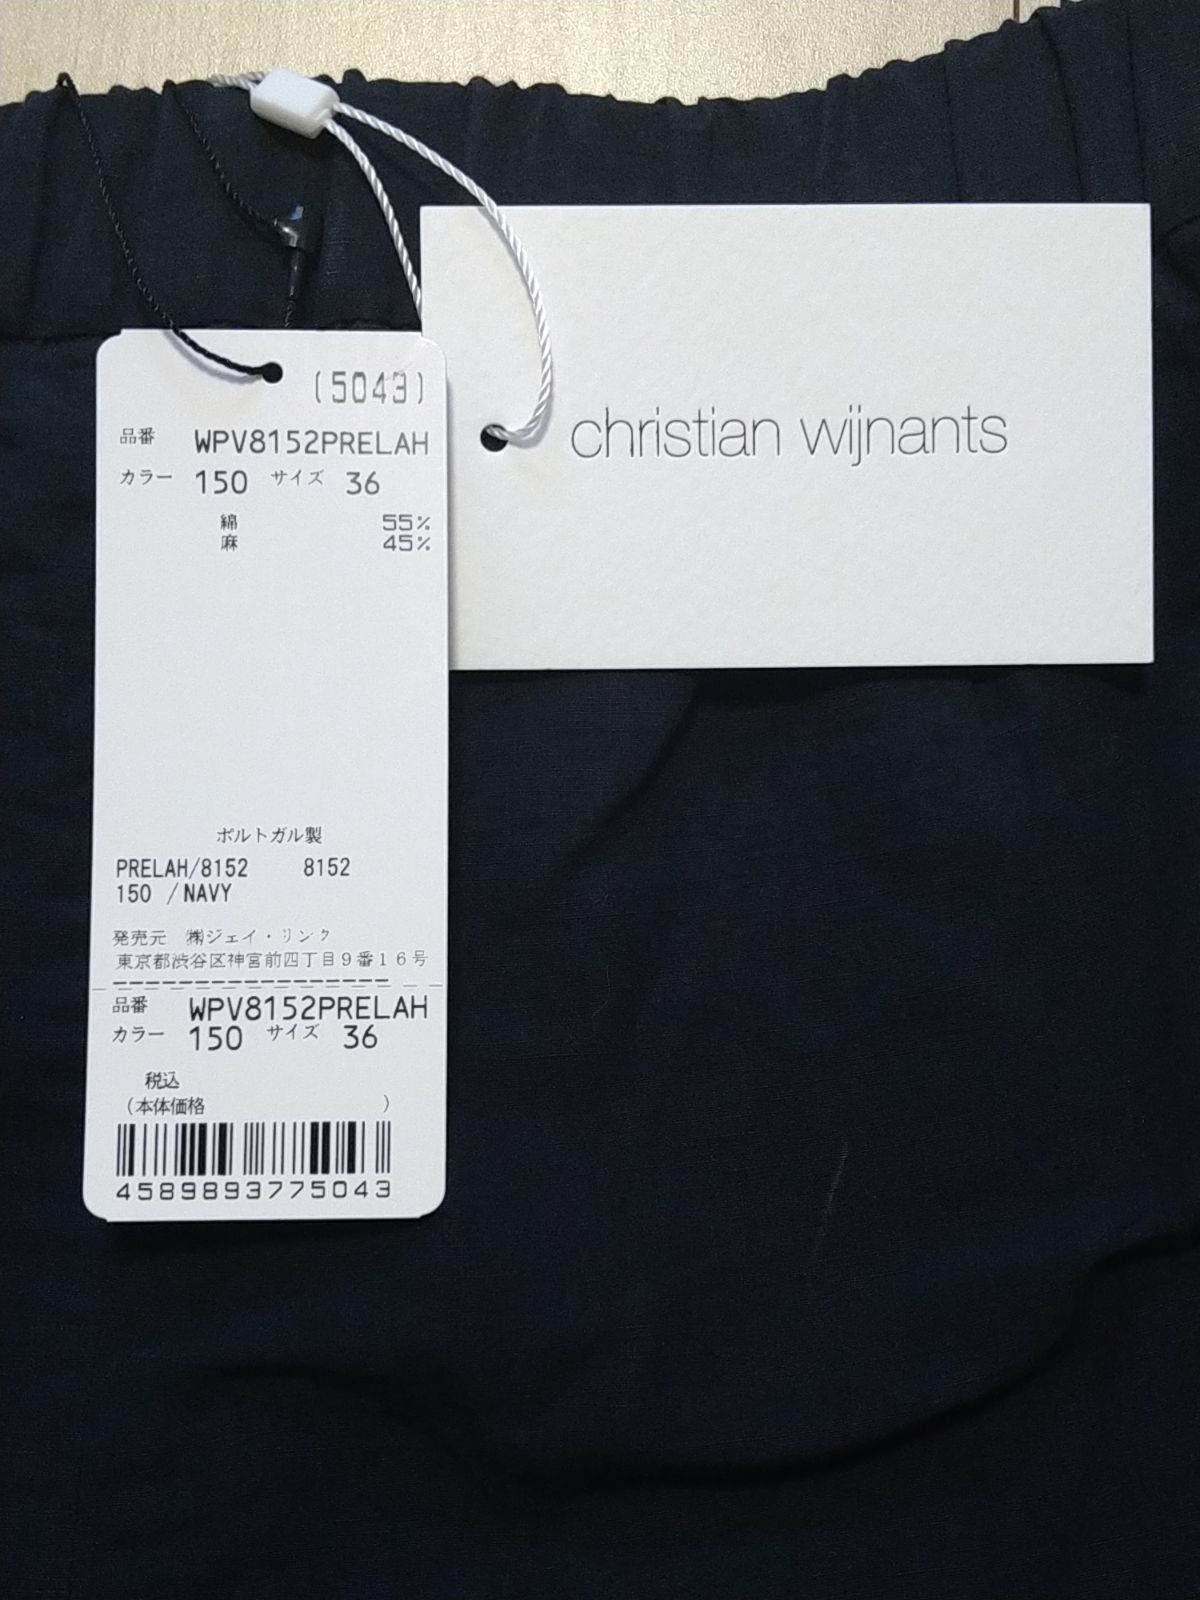 (5043)
品番 WPV8152PRELAH
カラー 150 サイズ 36
綿 55%
麻 45%
christian wijnants
ポルトガル製
PRELAH/8152 8152
150 /NAVY
発売元 ㈱ジェイ・リンク
東京都渋谷区神宮前四丁目9番16号
品番 WPV8152PRELAH
カラー 150 サイズ 36
税込
(本体価格 )
4589893775043